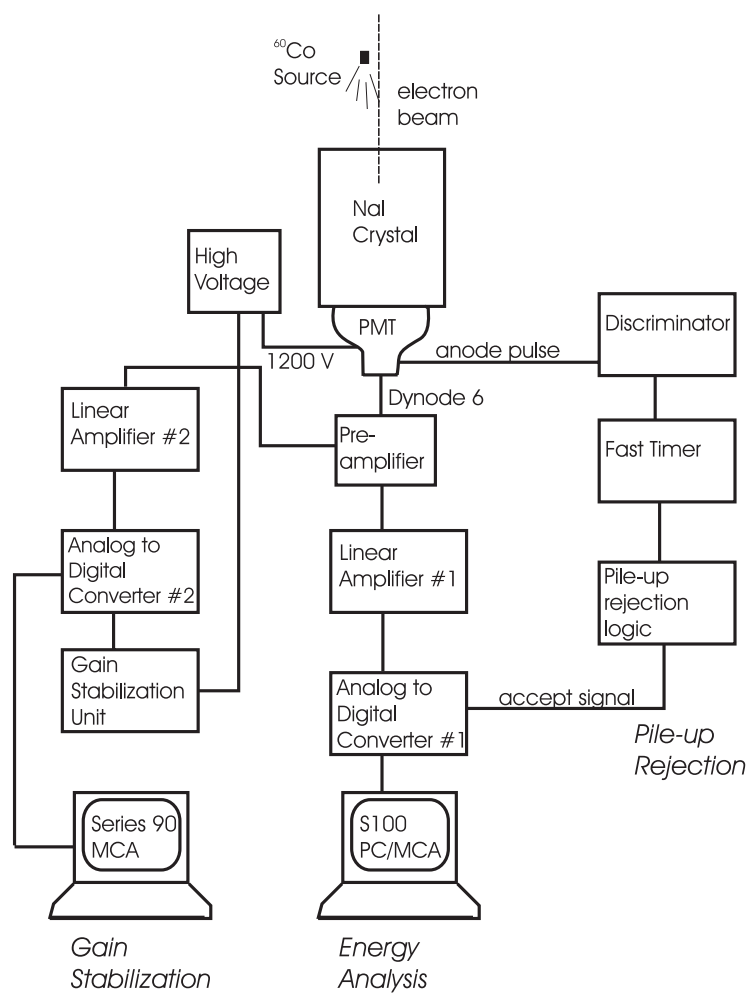 ⁶⁰Co
Source
electron
beam
NaI
Crystal
High
Voltage
PMT
Discriminator
1200 V
anode pulse
Dynode 6
Linear
Amplifier #2
Pre-
amplifier
Fast Timer
Analog to
Digital
Converter #2
Linear
Amplifier #1
Pile-up
rejection
logic
Gain
Stabilization
Unit
Analog to
Digital
Converter #1
accept signal
Pile-up
Rejection
Series 90
MCA
S100
PC/MCA
Gain
Stabilization
Energy
Analysis